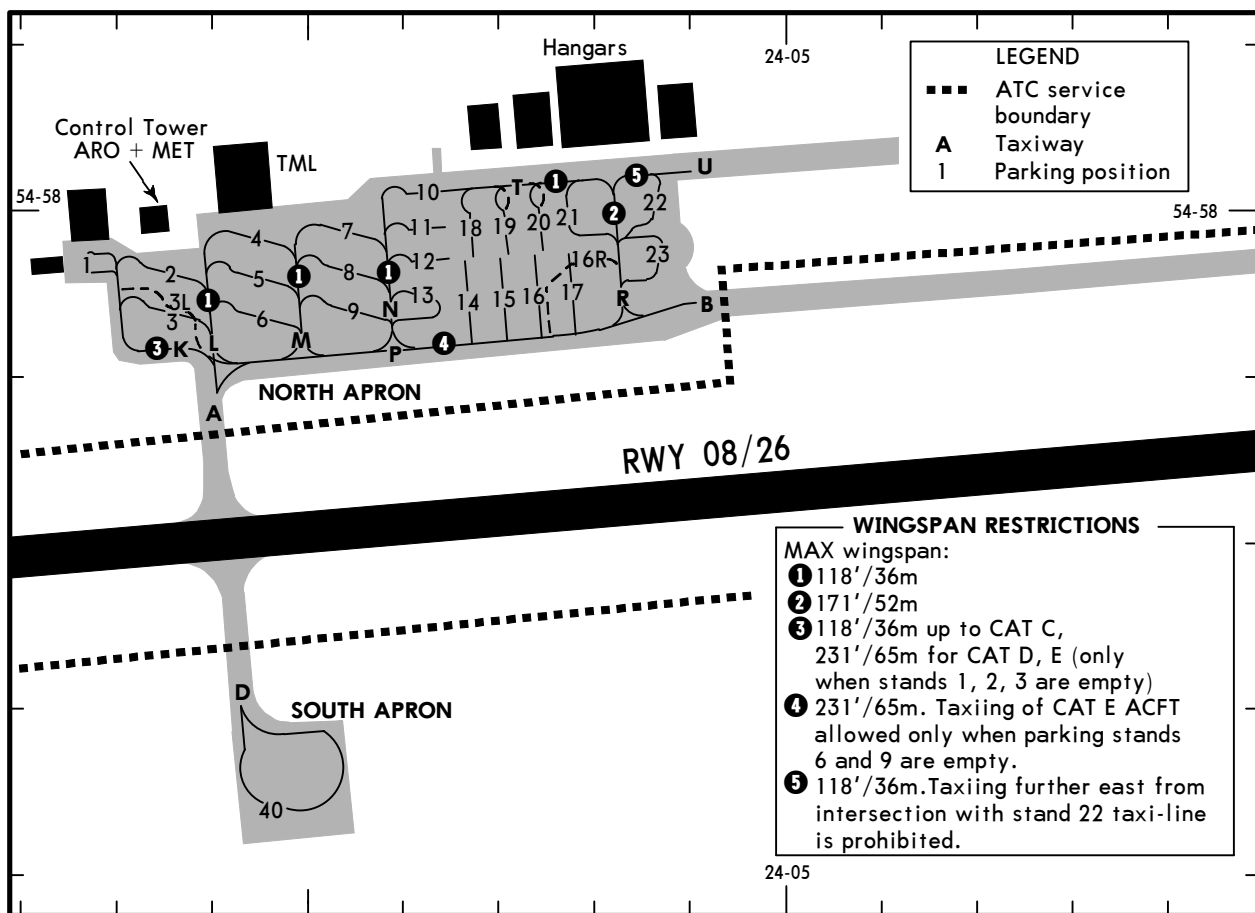 Hangars
24-05
LEGEND
ATC service
boundary
A Taxiway
1 Parking position
Control Tower
ARO + MET
TML
54-58
54-58
U
10
T
1
5
18
19
20
21
2
22
4
7
11
1
2
5
1
8
1
12
16R
23
3L
1
13
3
6
9
N
14
15
16
17
R
B
3
K
L
M
P
4
A
NORTH APRON
RWY 08/26
D
SOUTH APRON
40
WINGSPAN RESTRICTIONS
MAX wingspan:
1 118'/36m
2 171'/52m
3 118'/36m up to CAT C,
231'/65m for CAT D, E (only
when stands 1, 2, 3 are empty)
4 231'/65m. Taxiing of CAT E ACFT
allowed only when parking stands
6 and 9 are empty.
5 118'/36m.Taxiing further east from
intersection with stand 22 taxi-line
is prohibited.
24-05